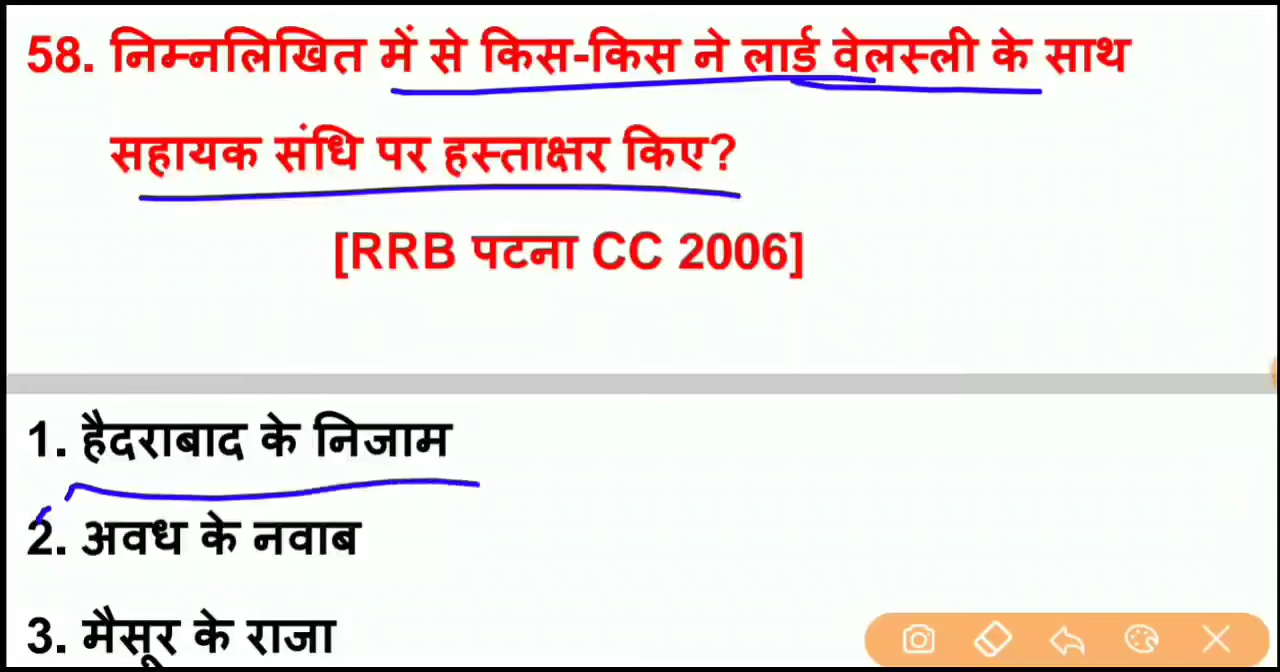 58. निम्नलिखित में से किस-किस ने लार्ड वेलस्ली के साथ
सहायक संधि पर हस्ताक्षर किए?
[RRB पटना CC 2006]
1. हैदराबाद के निजाम
2. अवध के नवाब
3. मैसूर के राजा